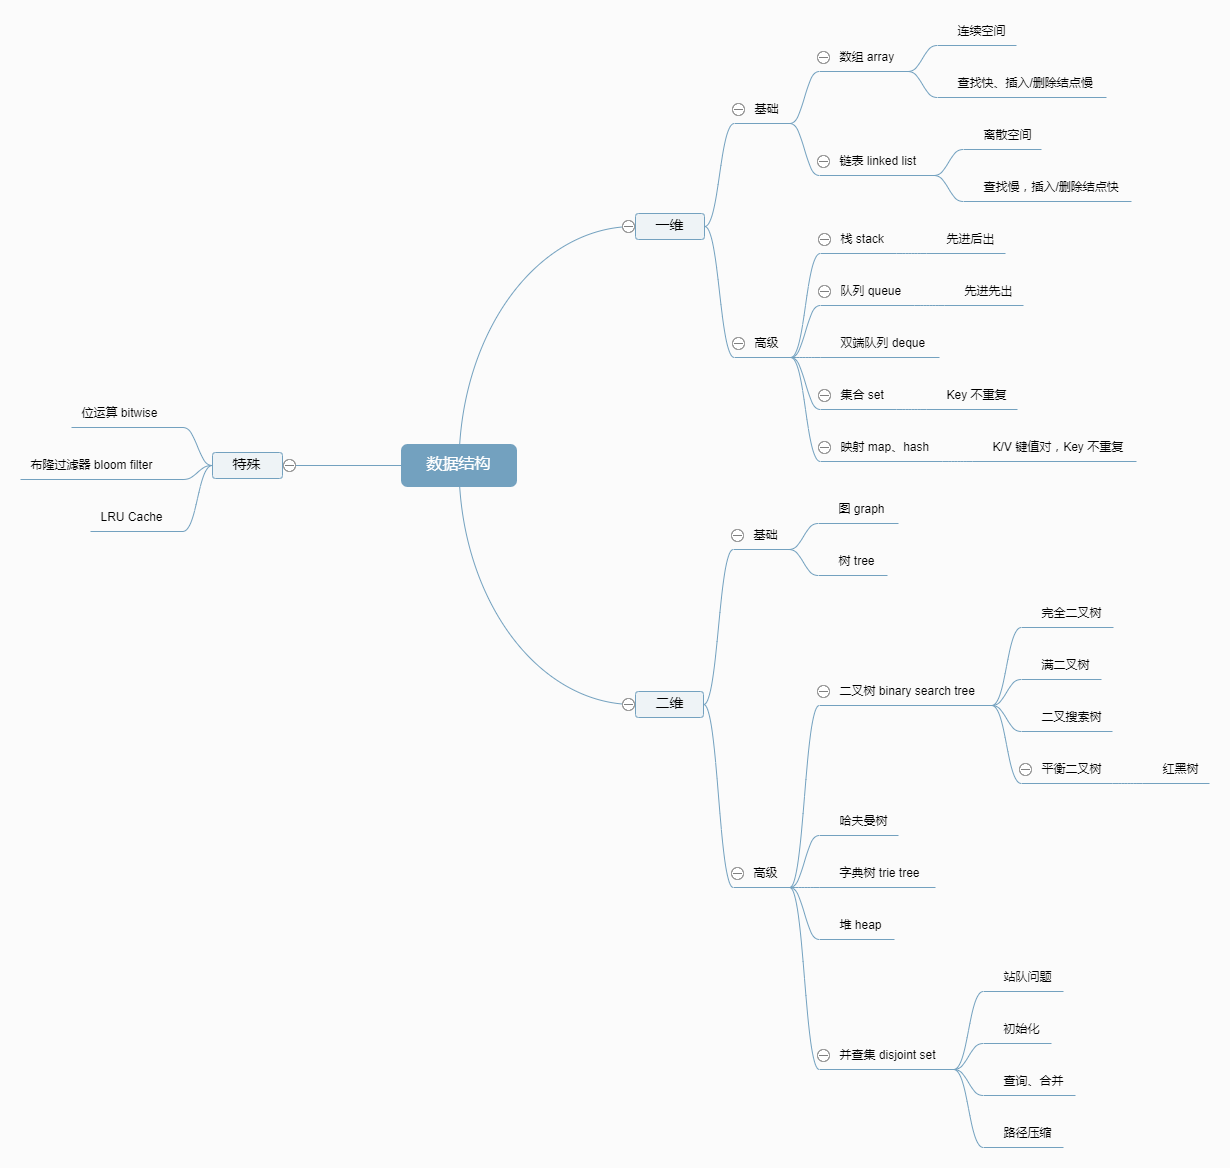 数据结构
一维
基础
数组 array
连续空间
查找快、插入/删除结点慢
链表 linked list
离散空间
查找慢，插入/删除结点快
高级
栈 stack
先进后出
队列 queue
先进先出
双端队列 deque
集合 set
Key 不重复
映射 map、hash
K/V 键值对，Key 不重复
二维
基础
图 graph
树 tree
高级
二叉树 binary search tree
完全二叉树
满二叉树
二叉搜索树
平衡二叉树
红黑树
哈夫曼树
字典树 trie tree
堆 heap
并查集 disjoint set
站队问题
初始化
查询、合并
路径压缩
特殊
位运算 bitwise
布隆过滤器 bloom filter
LRU Cache